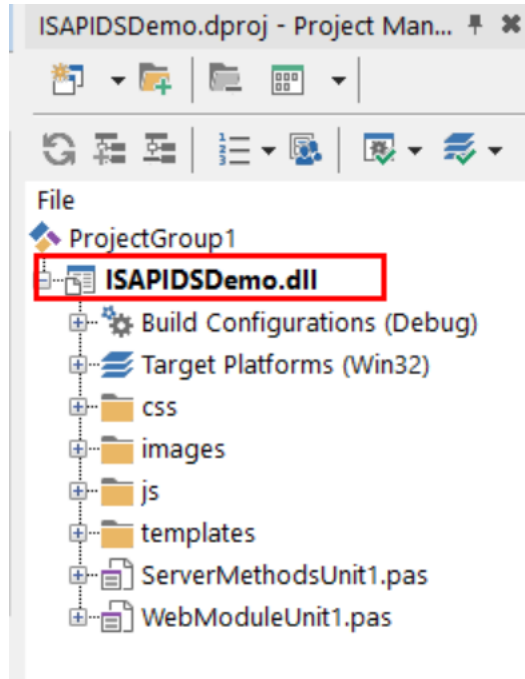 ISAPIDSDemo.dproj - Project Man...
File
ProjectGroup1
ISAPIDSDemo.dll
Build Configurations (Debug)
Target Platforms (Win32)
css
images
js
templates
ServerMethodsUnit1.pas
WebModuleUnit1.pas